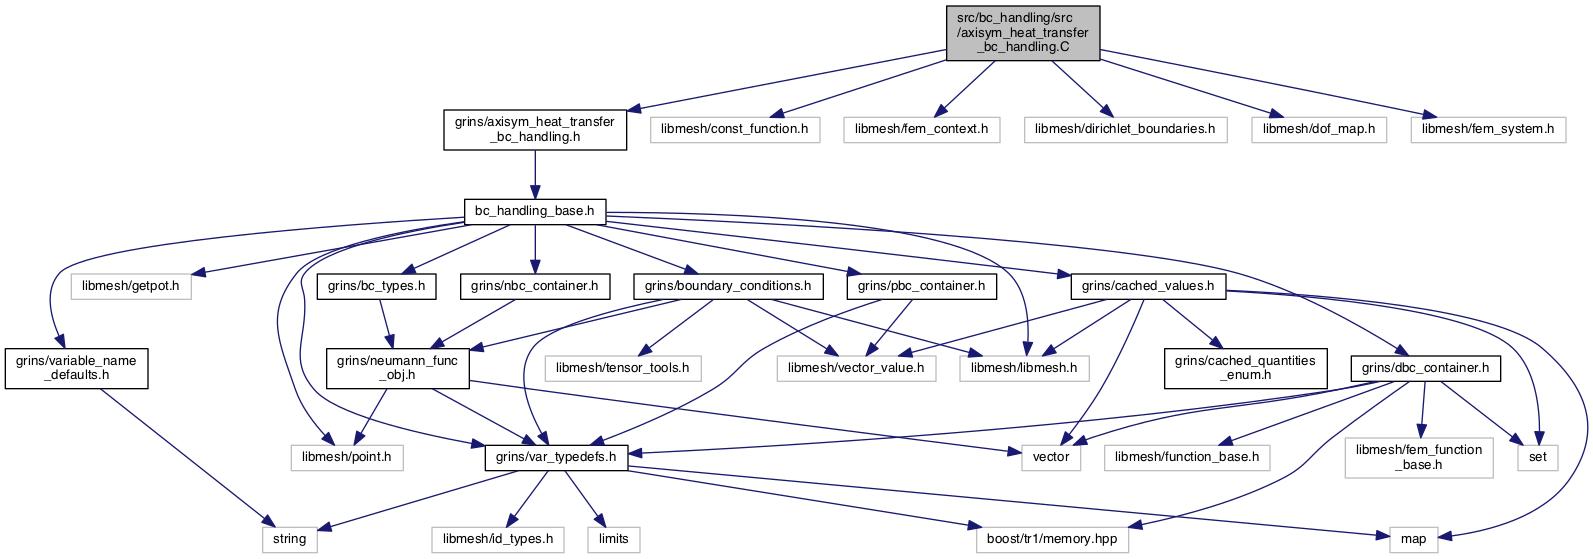 src/bc_handling/src
/axisym_heat_transfer
_bc_handling.C
grins/axisym_heat_transfer
_bc_handling.h
libmesh/const_function.h
libmesh/fem_context.h
libmesh/dirichlet_boundaries.h
libmesh/dof_map.h
libmesh/fem_system.h
bc_handling_base.h
libmesh/getpot.h
grins/bc_types.h
grins/nbc_container.h
grins/boundary_conditions.h
grins/pbc_container.h
grins/cached_values.h
grins/variable_name
_defaults.h
grins/neumann_func
_obj.h
libmesh/tensor_tools.h
libmesh/vector_value.h
libmesh/libmesh.h
grins/cached_quantities
_enum.h
grins/dbc_container.h
libmesh/point.h
grins/var_typedefs.h
vector
libmesh/function_base.h
libmesh/fem_function
_base.h
set
string
libmesh/id_types.h
limits
boost/tr1/memory.hpp
map